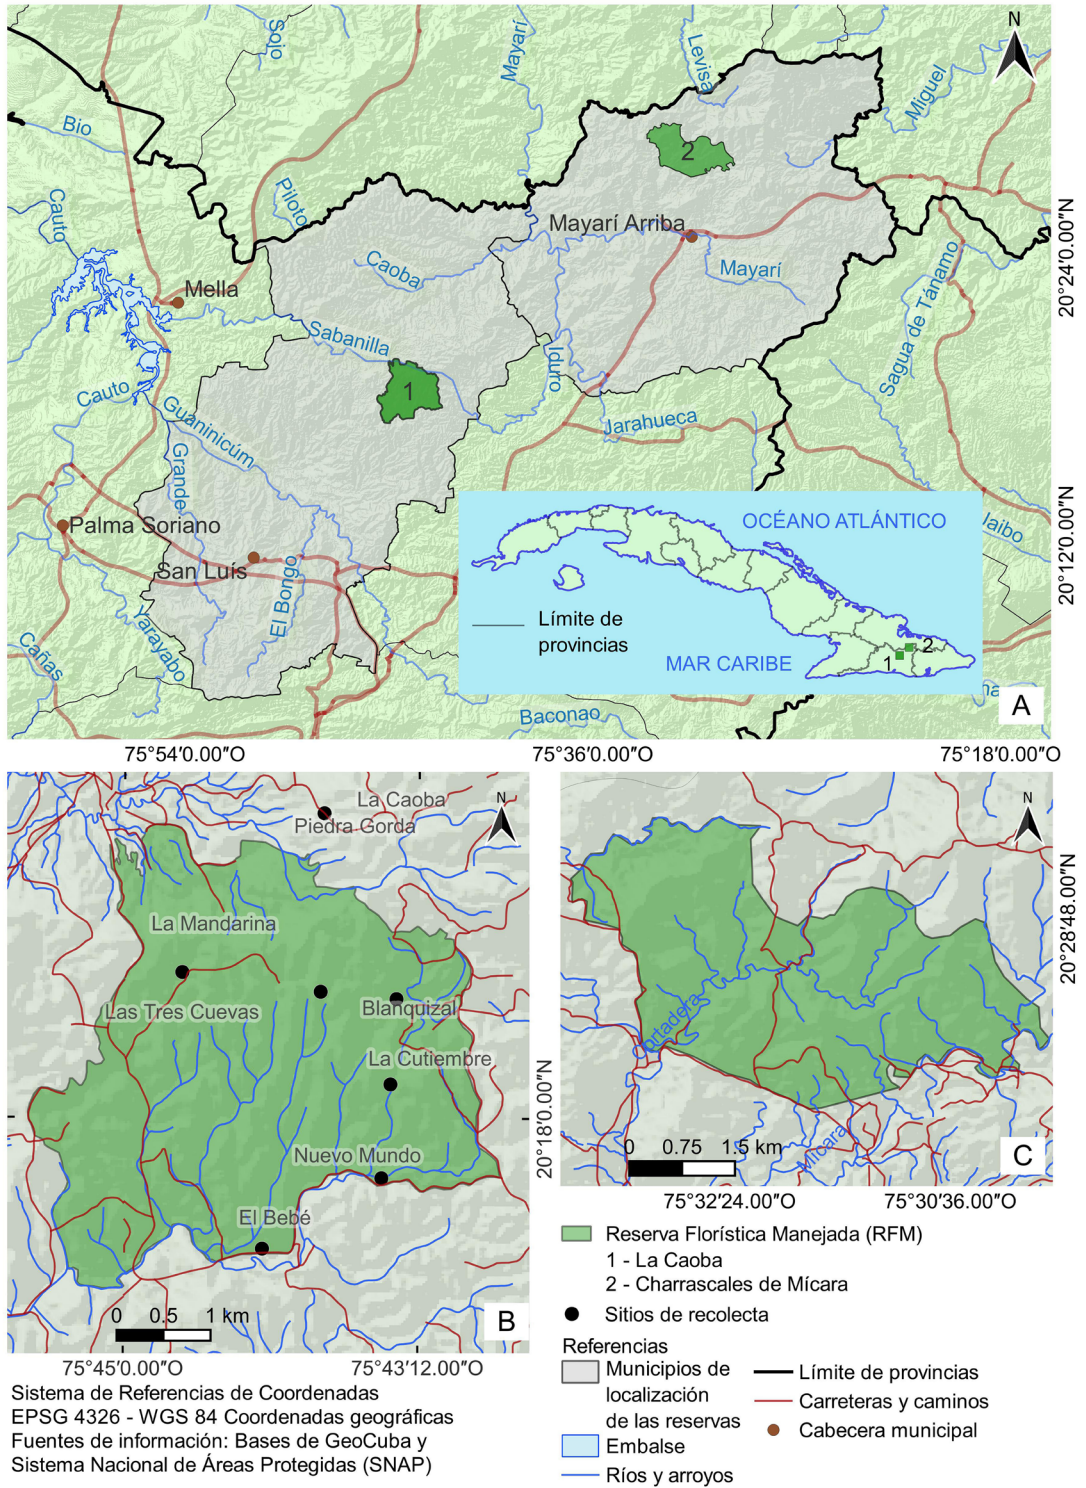 Sojo
Mayarí
Levisa
N
Miguel
Bio
2
Piloto
Cauto
Mayarí Arriba
Caoba
Mayarí
Sagua de Tánamo
20°24'0.00"N
Mella
Sabanilla
Iduro
1
Cauto
Guaninicúm
Grande
Jarahueca
Palma Soriano
San Luís
El Bongo
Yarayabo
Cañas
Baconao
OCÉANO ATLÁNTICO
Límite de
provincias
MAR CARIBE
1
2
Jaibo
20°12'0.00"N
A
75°54'0.00"O
75°36'0.00"O
75°18'0.00"O
La Caoba
Piedra Gorda
N
La Mandarina
Las Tres Cuevas
Blanquizal
La Cutiembre
Nuevo Mundo
El Bebé
0 0.5 1 km
B
20°18'0.00"N
75°45'0.00"O
75°43'12.00"O
N
20°28'48.00"N
Cortadera
Mícara
0 0.75 1.5 km
C
75°32'24.00"O
75°30'36.00"O
Reserva Florística Manejada (RFM)
1 - La Caoba
2 - Charrascales de Mícara
Sitios de recolecta
Referencias
Municipios de
localización
de las reservas
Embalse
Ríos y arroyos
Límite de provincias
Carreteras y caminos
Cabecera municipal
Sistema de Referencias de Coordenadas
EPSG 4326 - WGS 84 Coordenadas geográficas
Fuentes de información: Bases de GeoCuba y
Sistema Nacional de Áreas Protegidas (SNAP)